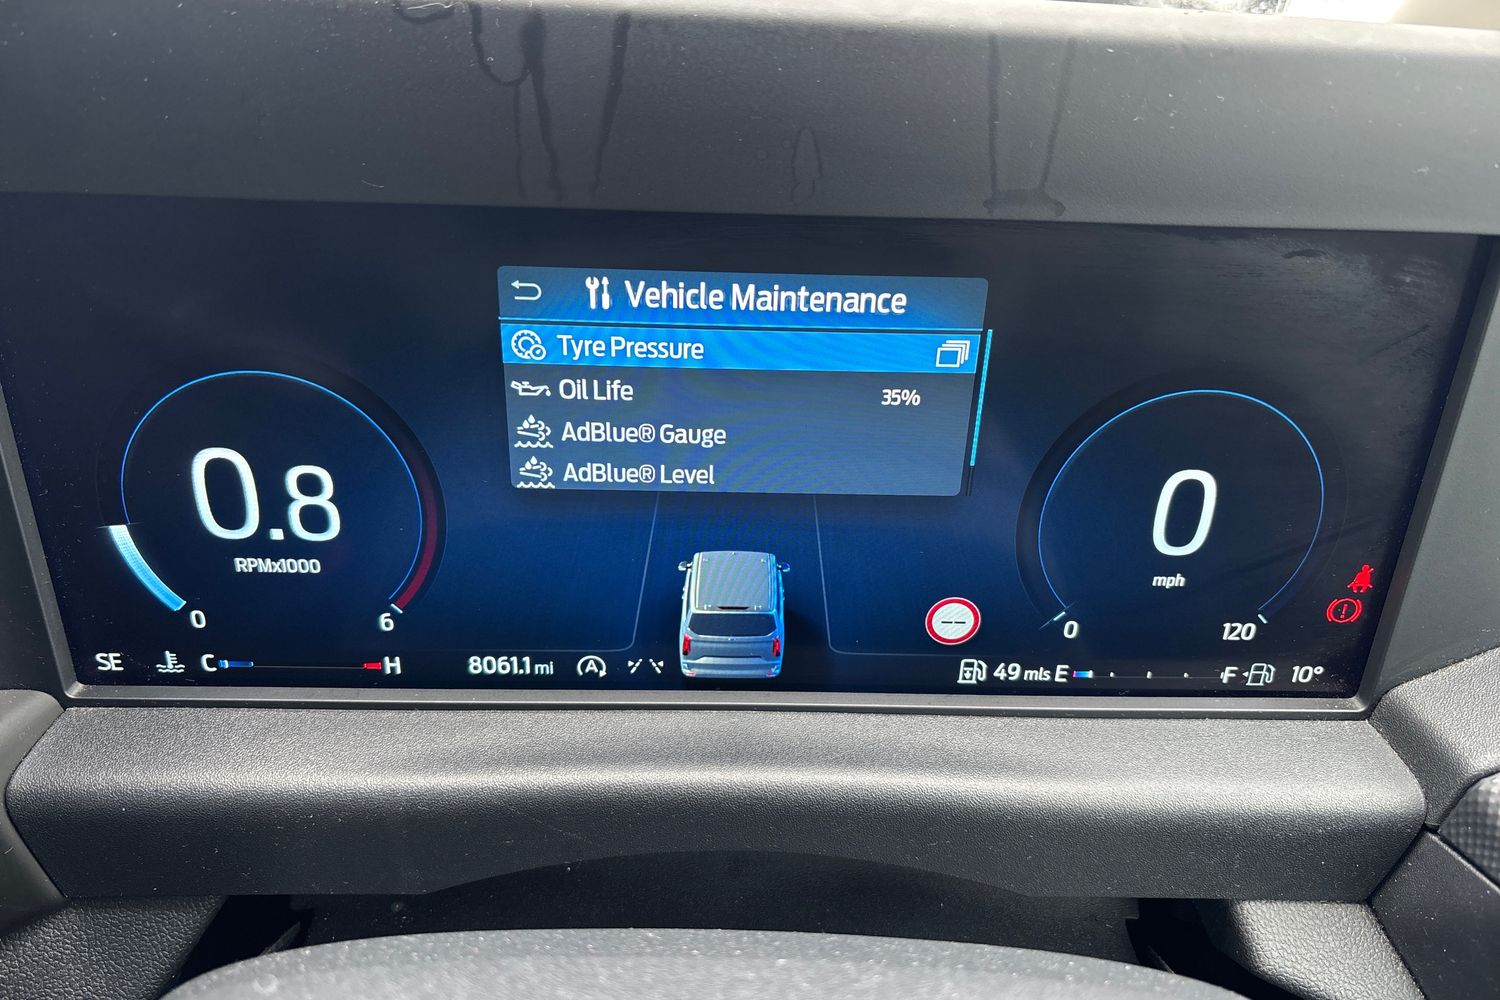 Vehicle Maintenance
Tyre Pressure
Oil Life 35%
AdBlue® Gauge
AdBlue® Level
0.8
RPMx1000
0 6
0
mph
0 120
SE C H 8061.1 mi A 49 mls E F 10°
--